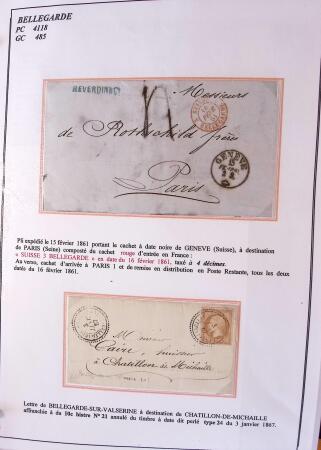 BELLEGARDE
PC 4118
GC 485
Messieurs
de Rothschild frères
Paris
GENEVE
Pli expédié le 15 février 1861 portant le cachet à date noire de GENEVE (Suisse), à destination
de PARIS (Seine) composté du cachet rouge d'entrée en France :
« SUISSE 3 BELLEGARDE » en date du 16 février 1861, taxé à 4 décimes.
Au verso, cachet d'arrivée à PARIS 1 et de remise en distribution en Poste Restante, tous les deux
datés du 16 février 1861.
Monsieur
à Chatillon de Michaille
Lettre de BELLEGARDE-SUR-VALSERINE à destination de CHATILLON-DE-MICHAILLE
affranchie à du 10c bistre N° 21 annulé du timbre à date dit perlé type 24 du 3 janvier 1867.